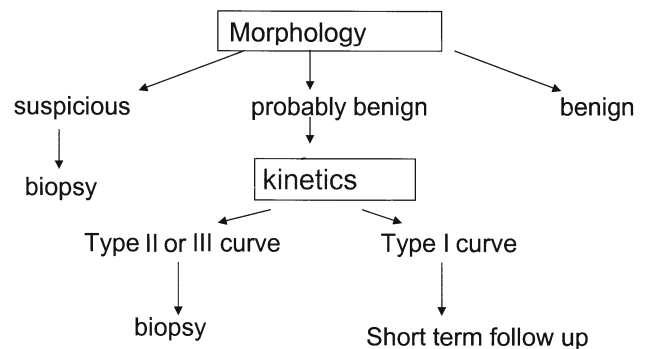 Morphology
suspicious
probably benign
benign
biopsy
kinetics
Type II or III curve
Type I curve
biopsy
Short term follow up